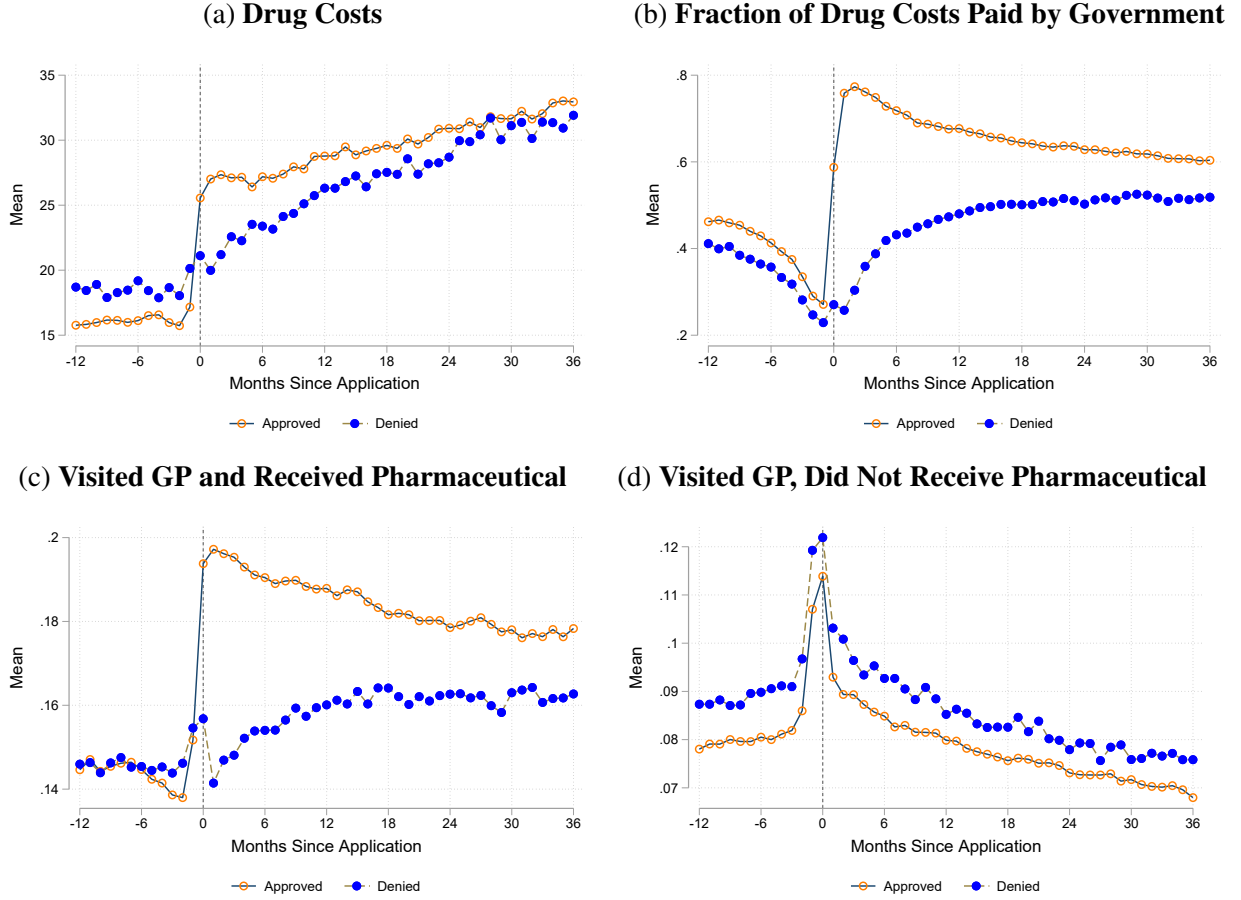 (a) Drug Costs
(b) Fraction of Drug Costs Paid by Government
35
30
25
20
15
Mean
-12 -6 0 6 12 18 24 30 36
Months Since Application
Approved Denied
.8
.6
.4
.2
Mean
-12 -6 0 6 12 18 24 30 36
Months Since Application
Approved Denied
(c) Visited GP and Received Pharmaceutical
(d) Visited GP, Did Not Receive Pharmaceutical
.2
.18
.16
.14
Mean
-12 -6 0 6 12 18 24 30 36
Months Since Application
Approved Denied
.12
.11
.1
.09
.08
.07
Mean
-12 -6 0 6 12 18 24 30 36
Months Since Application
Approved Denied